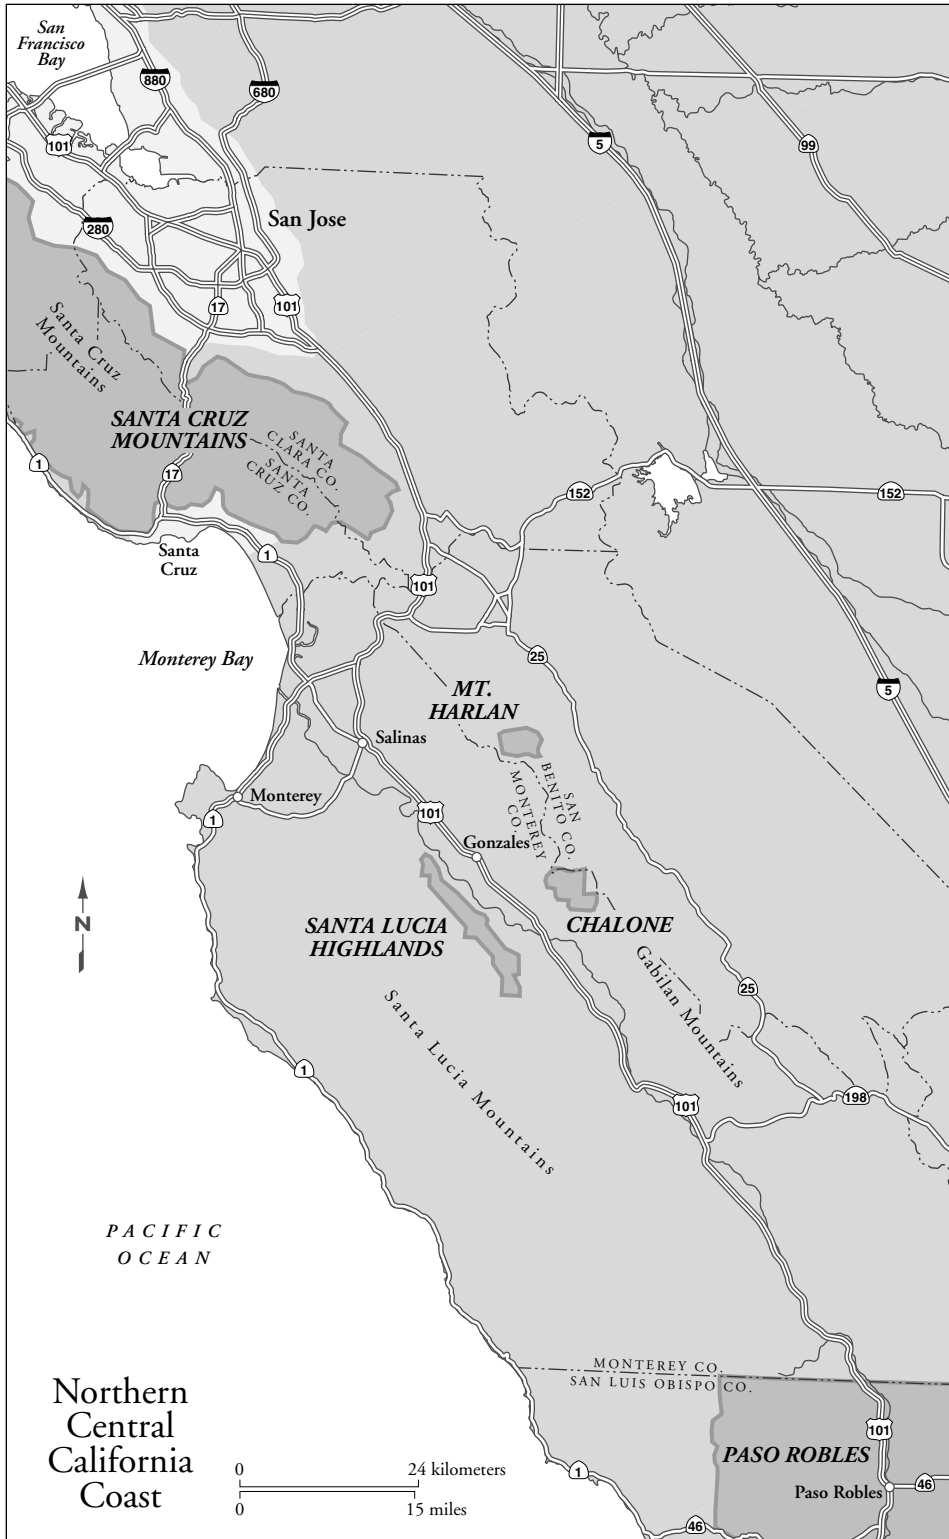 San
Francisco
Bay
880
680
101
5
99
280
San Jose
17
101
Santa Cruz
Mountains
SANTA CRUZ
MOUNTAINS
SANTA
CLARA CO.
SANTA
CRUZ CO.
1
17
152
152
Santa
Cruz
1
101
Monterey Bay
25
5
MT.
HARLAN
Salinas
SAN
BENITO CO.
MONTEREY
CO.
Monterey
1
101
Gonzales
N
SANTA LUCIA
HIGHLANDS
CHALONE
Gabilan Mountains
25
Santa Lucia Mountains
1
101
198
PACIFIC
OCEAN
MONTEREY CO.
SAN LUIS OBISPO CO.
Northern
Central
California
Coast
0
24 kilometers
0
15 miles
101
PASO ROBLES
1
Paso Robles
46
46